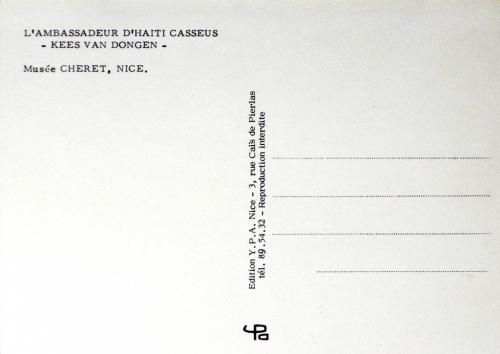 L'AMBASSADEUR D'HAITI CASSEUS
- KEES VAN DONGEN -
Musée CHERET, NICE.
Edition Y.P.A. Nice - 3, rue Caïs de Pierlas
tél. 89.54.32 - Reproduction interdite